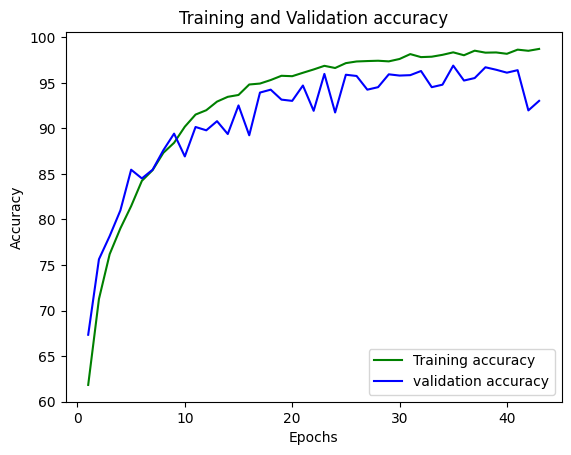 Training and Validation accuracy
100
95
90
85
80
75
70
65
60
Accuracy
0
10
20
30
40
Epochs
Training accuracy
validation accuracy